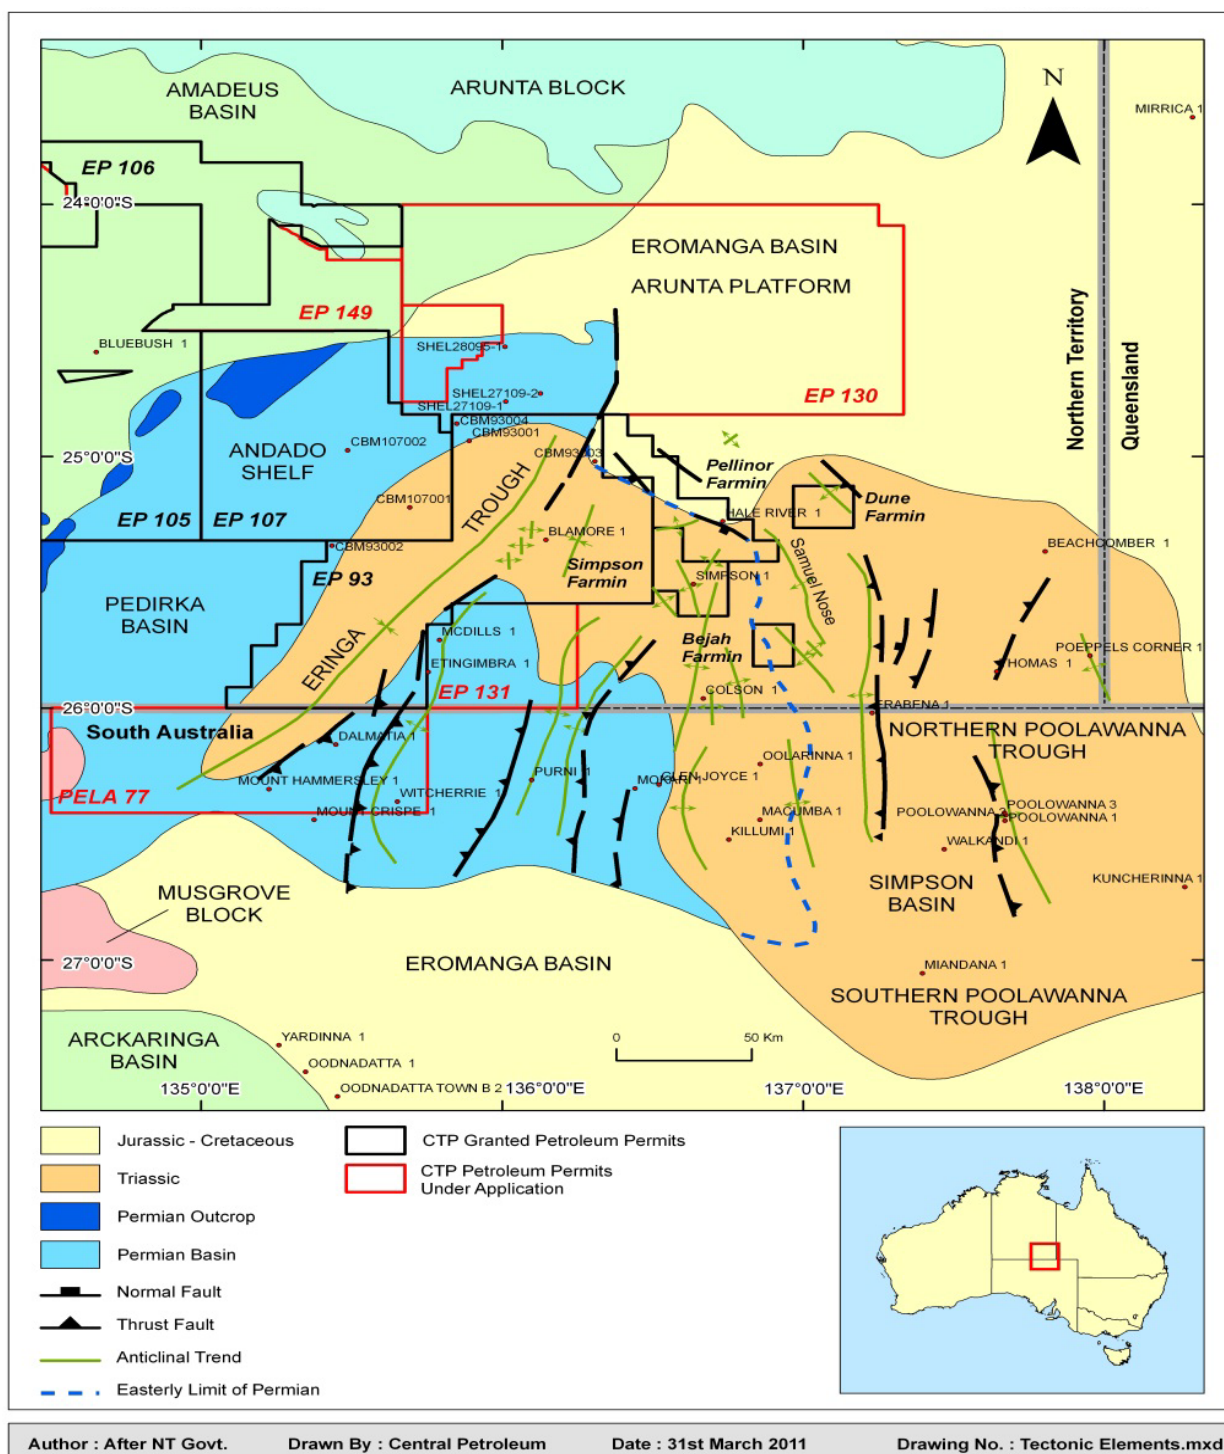 AMADEUS
BASIN
ARUNTA BLOCK
N
MIRRICA 1
EP 106
24°0'0"S
EROMANGA BASIN
ARUNTA PLATFORM
EP 149
BLUEBUSH 1
SHEL28095-1
SHEL27109-2
SHEL27109-1
EP 130
Northern Territory
Queensland
CBM93004
CBM93001
CBM93003
ANDADO
SHELF
CBM107002
25°0'0"S
CBM107001
Pellinor
Farmin
Dune
Farmin
TROUGH
EP 105
EP 107
HALE RIVER 1
BLAMORE 1
CBM93002
BEACHCOMBER 1
EP 93
Simpson
Farmin
SIMPSON 1
Samuel Nose
PEDIRKA
BASIN
ERINGA
MCDILLS 1
Bejah
Farmin
POEPPELS CORNER 1
ETINGIMBRA 1
THOMAS 1
EP 131
COLSON 1
26°0'0"S
ERABENA 1
South Australia
NORTHERN POOLAWANNA
TROUGH
DALMATIA 1
OOLARINNA 1
MOUNT HAMMERSLEY 1
PURNI 1
MOKARI 1
GLEN JOYCE 1
PELA 77
WITCHERRIE 1
MOUNT CRISPE 1
MACUMBA 1
POOLOWANNA 3
POOLOWANNA 2
POOLOWANNA 1
KILLUMI 1
WALKANDI 1
MUSGROVE
BLOCK
SIMPSON
BASIN
KUNCHERINNA 1
27°0'0"S
EROMANGA BASIN
MIANDANA 1
SOUTHERN POOLAWANNA
TROUGH
ARCKARINGA
BASIN
YARDINNA 1
OODNADATTA 1
OODNADATTA TOWN B 2
0 50 Km
135°0'0"E 136°0'0"E 137°0'0"E 138°0'0"E
Jurassic - Cretaceous
Triassic
Permian Outcrop
Permian Basin
Normal Fault
Thrust Fault
Anticlinal Trend
Easterly Limit of Permian
CTP Granted Petroleum Permits
CTP Petroleum Permits
Under Application
Author : After NT Govt. Drawn By : Central Petroleum Date : 31st March 2011 Drawing No. : Tectonic Elements.mxd